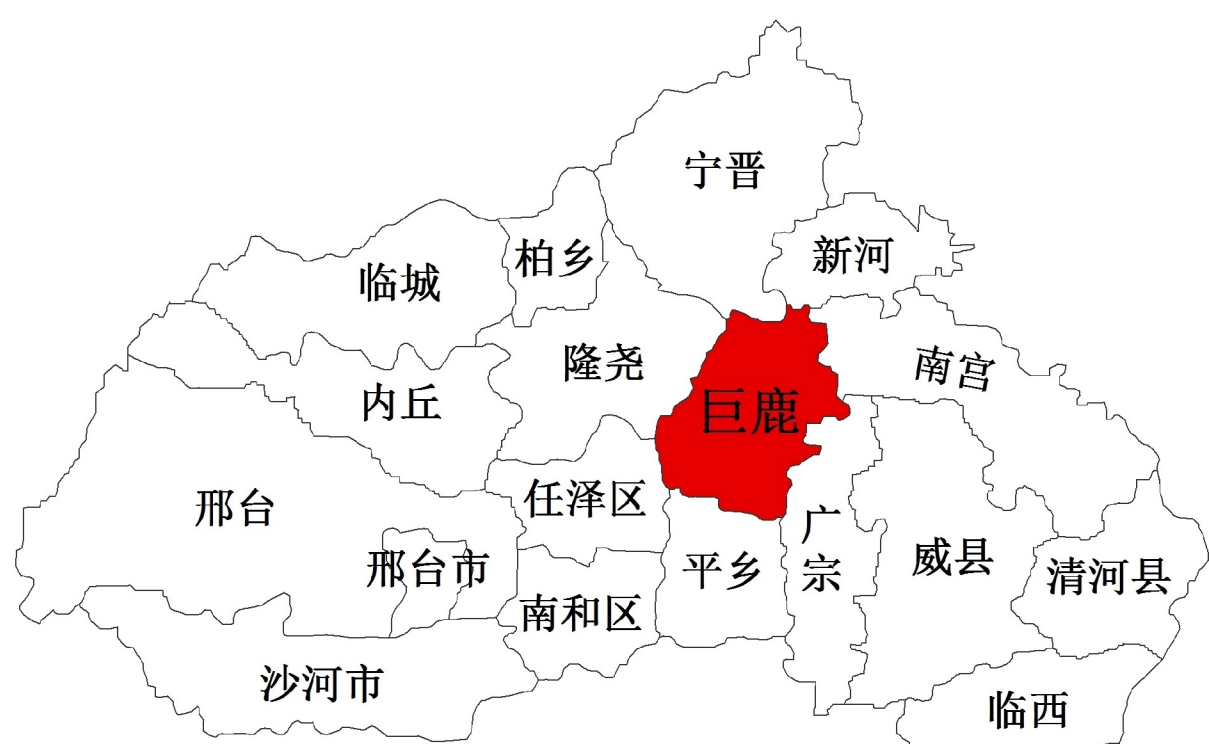 宁晋
新河
柏乡
临城
隆尧
南宫
内丘
巨鹿
任泽区
邢台
广宗
威县
邢台市
平乡
清河县
南和区
沙河市
临西